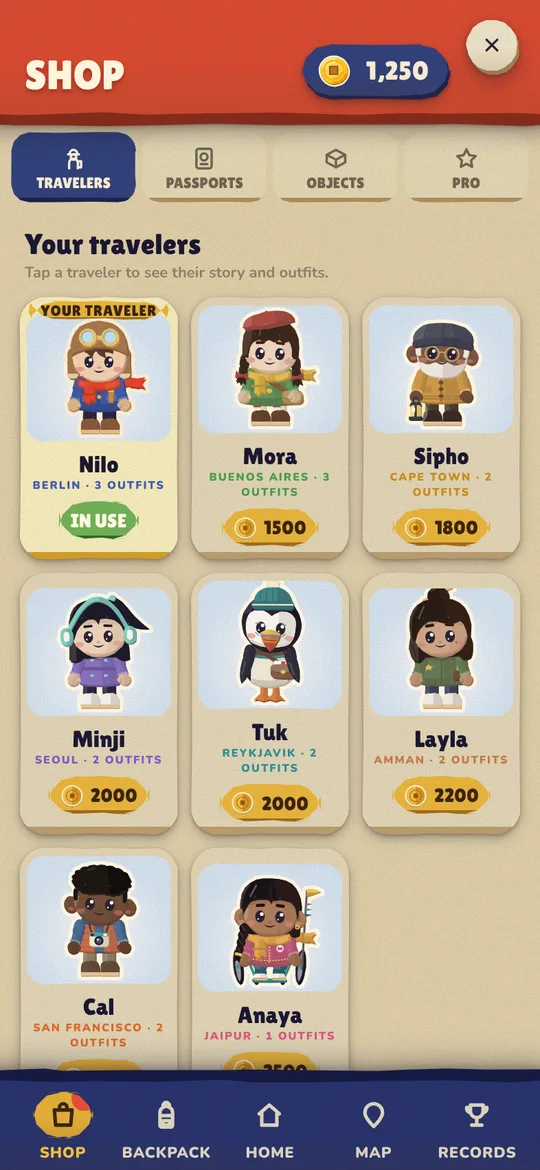 SHOP
1,250
TRAVELERS
PASSPORTS
OBJECTS
PRO
Your travelers
Tap a traveler to see their story and outfits.
YOUR TRAVELER
Nilo
BERLIN · 3 OUTFITS
IN USE
Mora
BUENOS AIRES · 3
OUTFITS
1500
Sipho
CAPE TOWN · 2
OUTFITS
1800
Minji
SEOUL · 2 OUTFITS
2000
Tuk
REYKJAVIK · 2
OUTFITS
2000
Layla
AMMAN · 2 OUTFITS
2200
Cal
SAN FRANCISCO · 2
OUTFITS
Anaya
JAIPUR · 1 OUTFITS
SHOP
BACKPACK
HOME
MAP
RECORDS